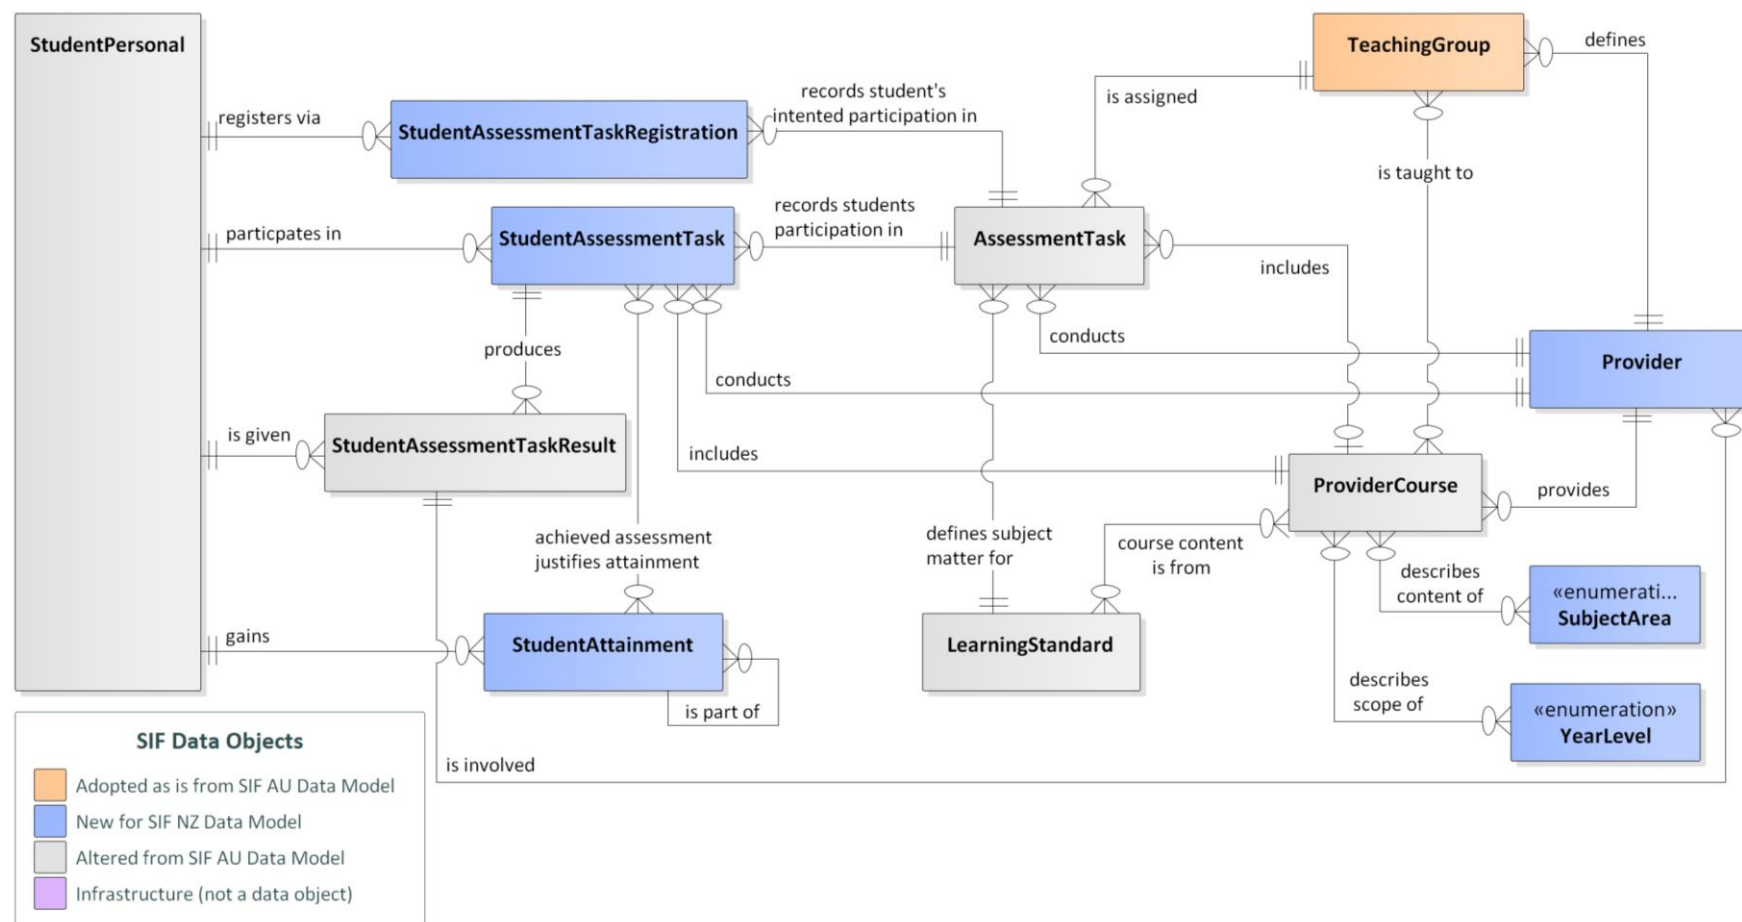 StudentPersonal
TeachingGroup
defines
records student's
intented participation in
is assigned
registers via
StudentAssessmentTaskRegistration
is taught to
records students
participation in
particpates in
StudentAssessmentTask
AssessmentTask
includes
produces
conducts
Provider
conducts
is given
StudentAssessmentTaskResult
includes
ProviderCourse
provides
achieved assessment
justifies attainment
defines subject
matter for
course content
is from
describes
content of
«enumerati...
SubjectArea
gains
StudentAttainment
LearningStandard
is part of
describes
scope of
«enumeration»
YearLevel
is involved
SIF Data Objects
Adopted as is from SIF AU Data Model
New for SIF NZ Data Model
Altered from SIF AU Data Model
Infrastructure (not a data object)